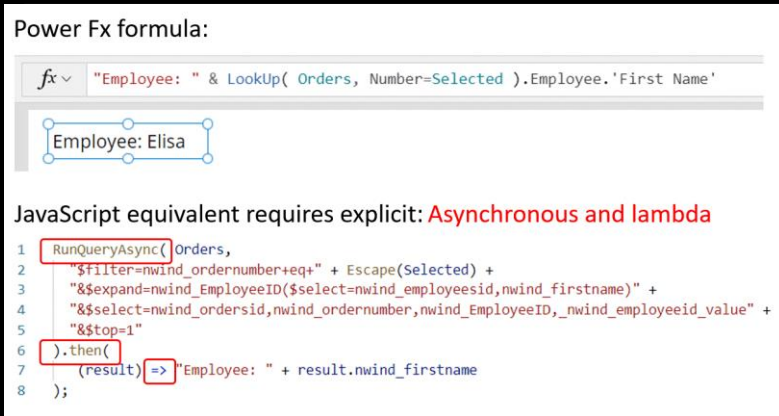 Power Fx formula:
fx "Employee: " & LookUp( Orders, Number=Selected ).Employee.'First Name'
Employee: Elisa
JavaScript equivalent requires explicit: Asynchronous and lambda
1 RunQueryAsync( Orders,
2 "$filter=nwind_ordernumber+eq+" + Escape(Selected) +
3 "&$expand=nwind_EmployeeID($select=nwind_employeesid,nwind_firstname)" +
4 "&$select=nwind_ordersid,nwind_ordernumber,nwind_EmployeeID,_nwind_employeeid_value" +
5 "&$top=1"
6 ).then(
7 (result) => "Employee: " + result.nwind_firstname
8 );